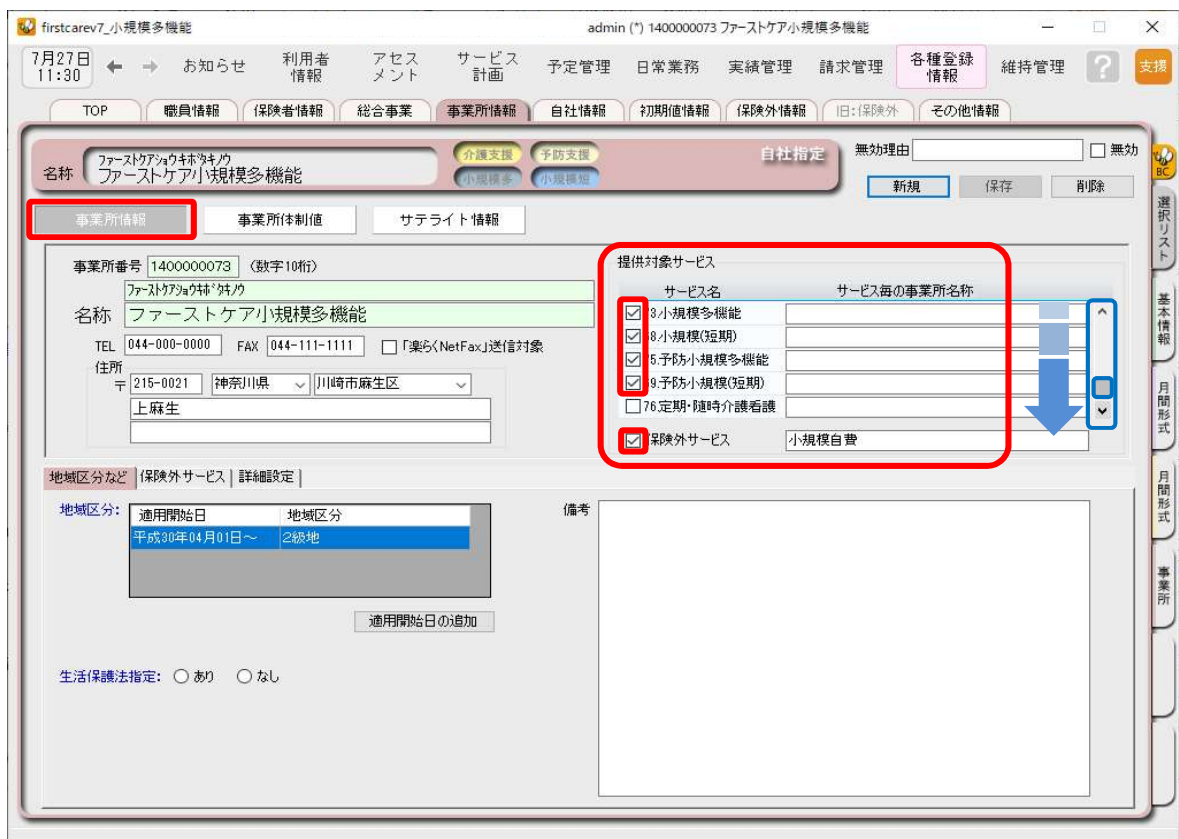 firstcarev7_小規模多機能 admin (*) 1400000073 ファーストケア小規模多機能
7月27日 11:30 お知らせ 利用者情報 アセスメント サービス計画 予定管理 日常業務 実績管理 請求管理 各種登録情報 維持管理 ? 支援
TOP 職員情報 保険者情報 総合事業 事業所情報 自社情報 初期値情報 保険外情報 旧:保険外 その他情報
名称 ファーストケアショウキボタキノウ
ファーストケア小規模多機能
介護支援 予防支援
小規模多 小規模短
自社指定
無効理由 無効
新規 保存 削除
事業所情報 事業所体制値 サテライト情報
事業所番号 1400000073 (数字10桁)
ファーストケアショウキボタキノウ
名称 ファーストケア小規模多機能
TEL 044-000-0000 FAX 044-111-1111 「楽らくNetFax」送信対象
住所
〒 215-0021 神奈川県 川崎市麻生区
上麻生
提供対象サービス
サービス名 サービス毎の事業所名称
3.小規模多機能
8.小規模(短期)
5.予防小規模多機能
9.予防小規模(短期)
76.定期・随時介護看護
保険外サービス 小規模自費
地域区分など 保険外サービス 詳細設定
地域区分: 適用開始日 地域区分
平成30年04月01日~ 2級地
適用開始日の追加
備考
生活保護法指定: あり なし
BC
選択リスト
基本情報
月間形式
月間形式
事業所